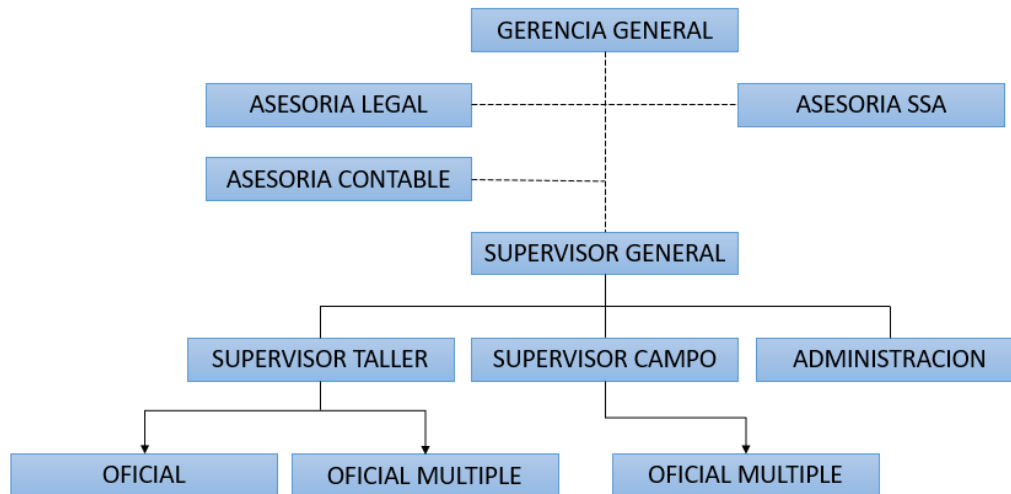 GERENCIA GENERAL
ASESORIA LEGAL
ASESORIA SSA
ASESORIA CONTABLE
SUPERVISOR GENERAL
SUPERVISOR TALLER
SUPERVISOR CAMPO
ADMINISTRACION
OFICIAL
OFICIAL MULTIPLE
OFICIAL MULTIPLE